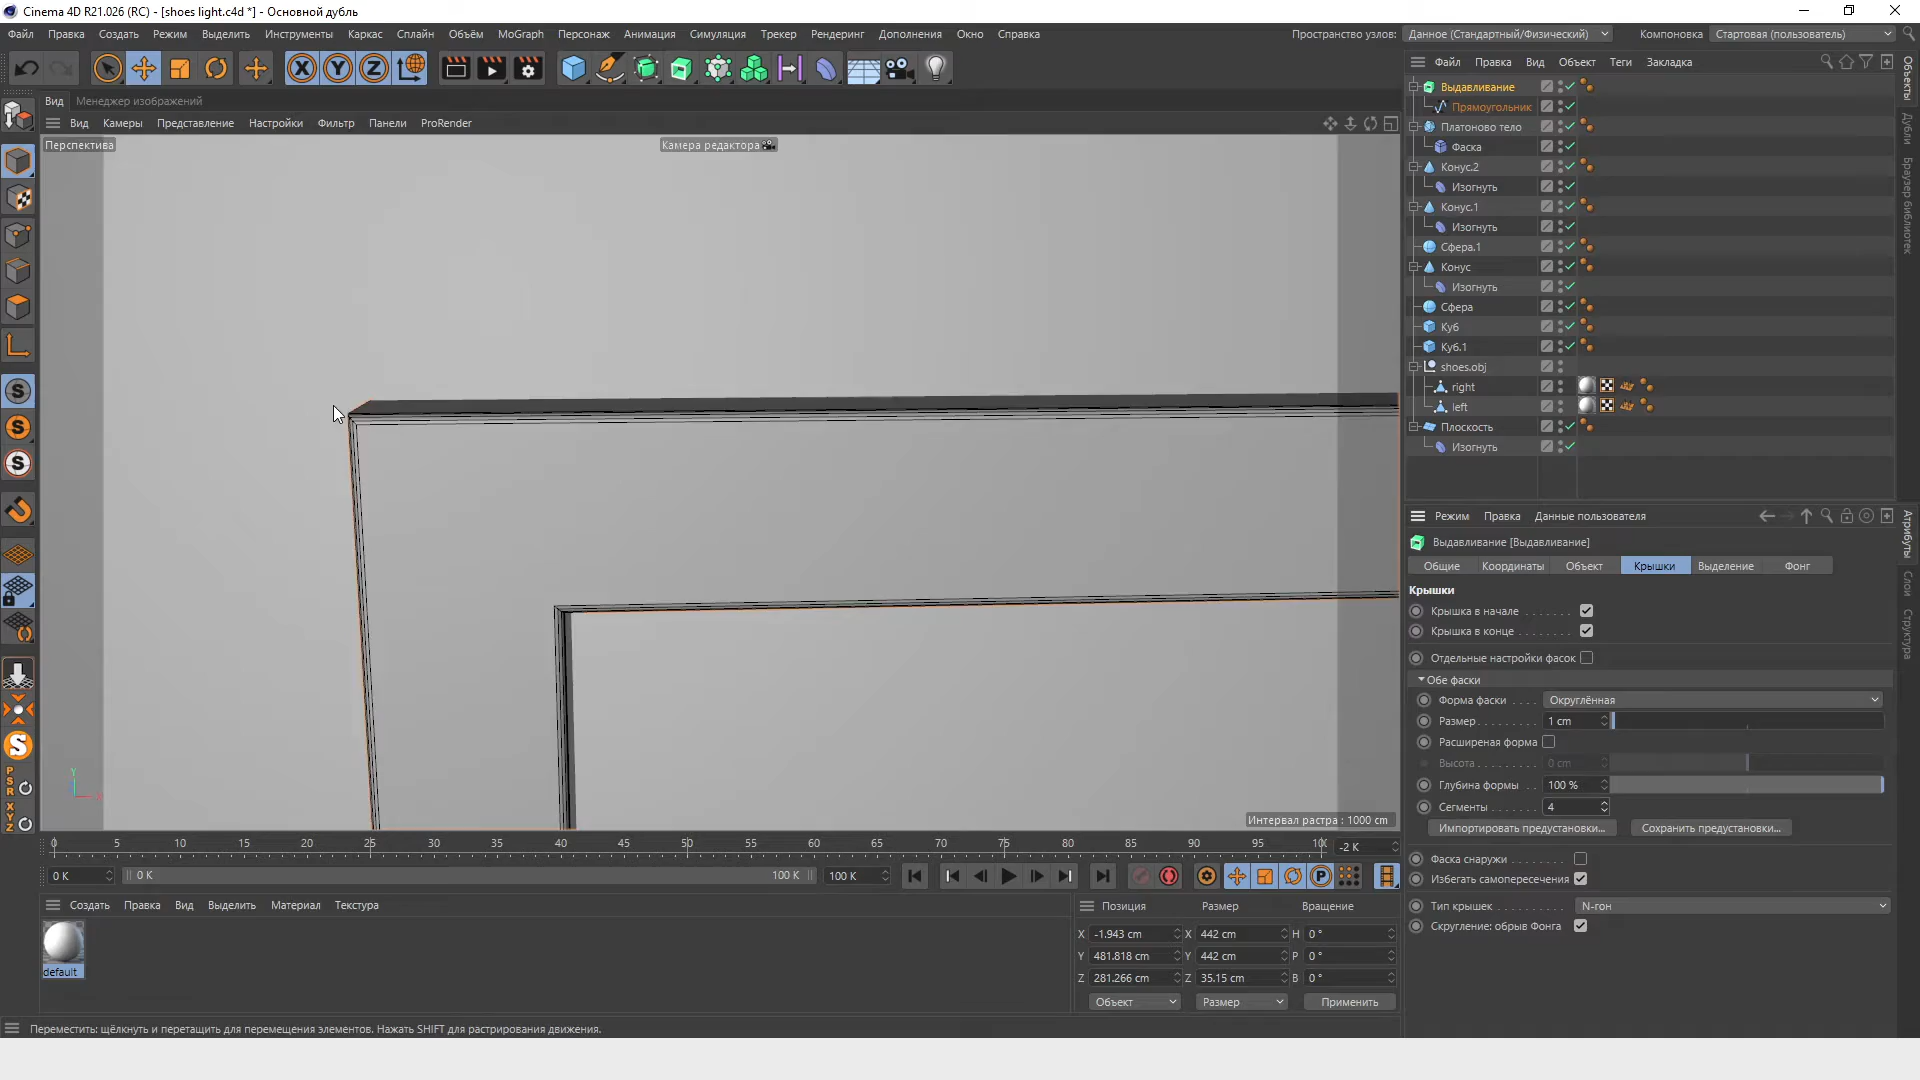 Cinema 4D R21.026 (RC) - [shoes light.c4d *] - Основной дубль
Файл Правка Создать Режим Выделить Инструменты Каркас Сплайн Объём MoGraph Персонаж Анимация Симуляция Трекер Рендеринг Дополнения Окно Справка Пространство узлов: Данное (Стандартный/Физический) Компоновка Стартовая (пользователь)
Файл Правка Вид Объект Теги Закладка
Вид Менеджер изображений
Вид Камеры Представление Настройки Фильтр Панели ProRender
Перспектива Камера редактора
Выдавливание
Прямоугольник
Платоново тело
Фаска
Конус.2
Изогнуть
Конус.1
Изогнуть
Сфера.1
Конус
Изогнуть
Сфера
Куб
Куб.1
shoes.obj
right
left
Плоскость
Изогнуть
Объекты
Дубли
Браузер библиотек
Режим Правка Данные пользователя
Выдавливание [Выдавливание]
Общие Координаты Объект Крышки Выделение Фонг
Крышки
Крышка в начале
Крышка в конце
Отдельные настройки фасок
Обе фаски
Форма фаски Округлённая
Размер 1 cm
Расширеная форма
Высота 0 cm
Глубина формы 100 %
Сегменты 4
Импортировать предустановки... Сохранить предустановки...
Фаска снаружи
Избегать самопересечения
Тип крышек N-гон
Скругление: обрыв Фонга
Атрибуты
Слои
Структура
Y
Интервал растра : 1000 cm
0 5 10 15 20 25 30 35 40 45 50 55 60 65 70 75 80 85 90 95 -2 K
0 K 0 K 100 K 100 K
Создать Правка Вид Выделить Материал Текстура
default
Позиция Размер Вращение
X -1.943 cm X 442 cm H 0 °
Y 481.818 cm Y 442 cm P 0 °
Z 281.266 cm Z 35.15 cm B 0 °
Объект Размер Применить
P
S
R
X
Y
Z
Переместить: щёлкнуть и перетащить для перемещения элементов. Нажать SHIFT для растрирования движения.